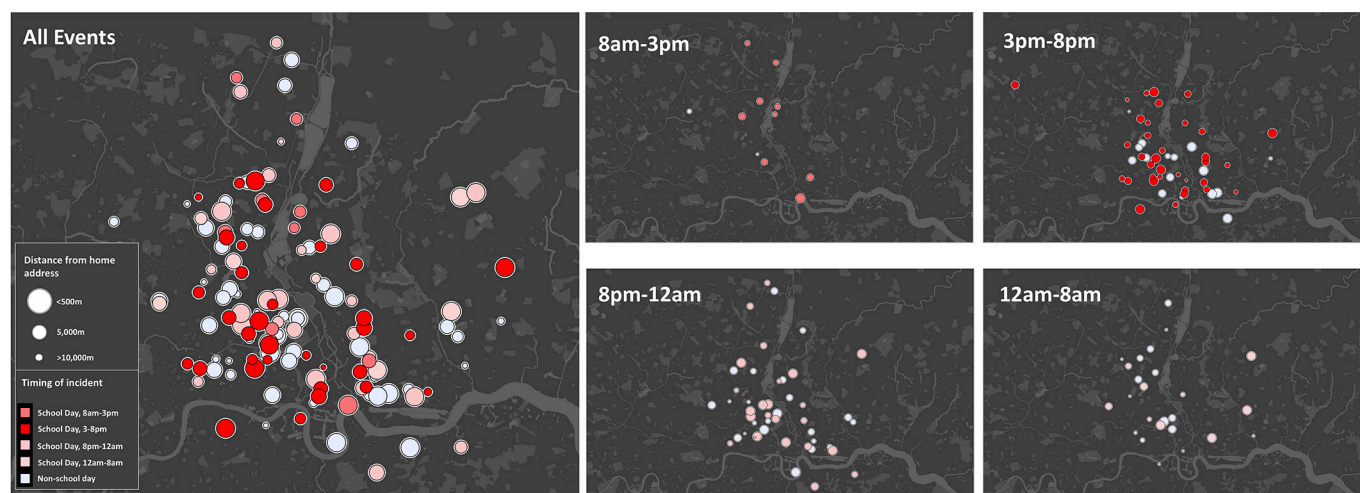 All Events
8am-3pm
3pm-8pm
Distance from home
address
<500m
5,000m
>10,000m
Timing of incident
School Day, 8am-3pm
School Day, 3-8pm
School Day, 8pm-12am
School Day, 12am-8am
Non-school day
8pm-12am
12am-8am